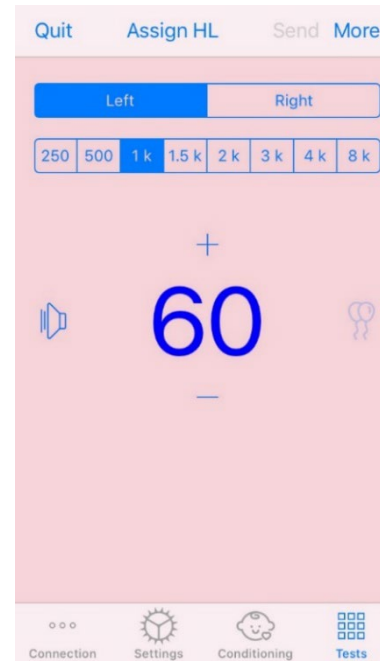 Quit Assign HL Send More
Left Right
250 500 1 k 1.5 k 2 k 3 k 4 k 8 k
+
60
−
Connection Settings Conditioning Tests